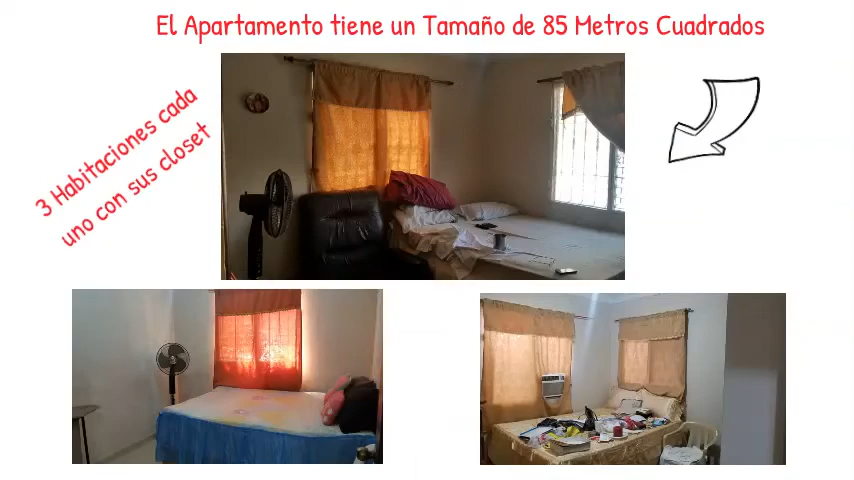 El Apartamento tiene un Tamaño de 85 Metros Cuadrados
3 Habitaciones cada
uno con sus closet